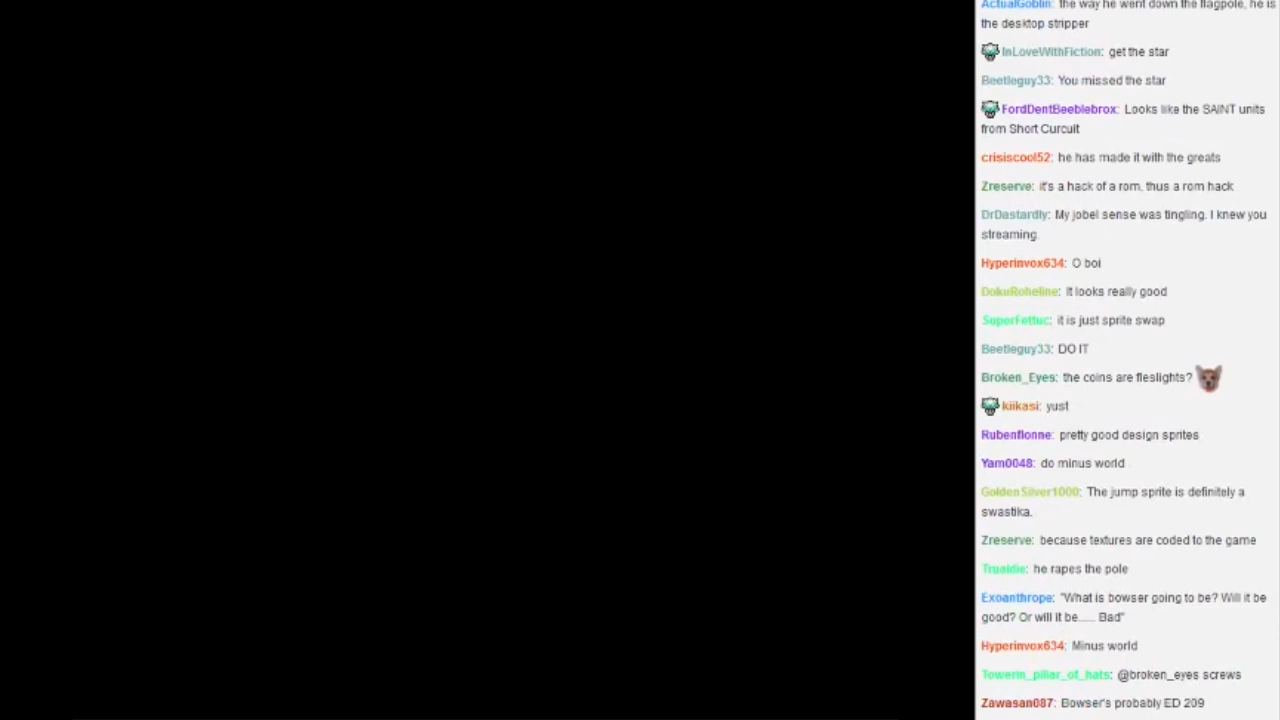 ActualGoblin: the way he went down the flagpole, he is
the desktop stripper
InLoveWithFiction: get the star
Beetleguy33: You missed the star
FordDentBeeblebrox: Looks like the SAINT units
from Short Curcuit
crisiscool52: he has made it with the greats
Zreserve: it's a hack of a rom, thus a rom hack
DrDastardly: My jobel sense was tingling. I knew you
streaming.
Hyperinvox634: O boi
DokuRoheline: It looks really good
SuperFettuc: it is just sprite swap
Beetleguy33: DO IT
Broken_Eyes: the coins are fleslights?
kiikasi: yust
Rubenflonne: pretty good design sprites
Yam0048: do minus world
GoldenSilver1000: The jump sprite is definitely a
swastika.
Zreserve: because textures are coded to the game
Trualdie: he rapes the pole
Exoanthrope: "What is bowser going to be? Will it be
good? Or will it be..... Bad"
Hyperinvox634: Minus world
Towerin_pillar_of_hats: @broken_eyes screws
Zawasan087: Bowser's probably ED 209